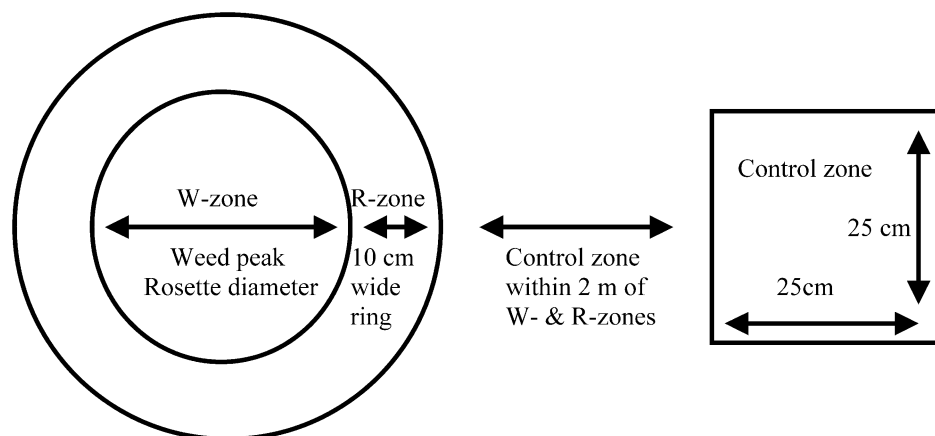 W-zone
Weed peak
Rosette diameter
R-zone
10 cm
wide
ring
Control zone
within 2 m of
W- & R-zones
Control zone
25 cm
25cm